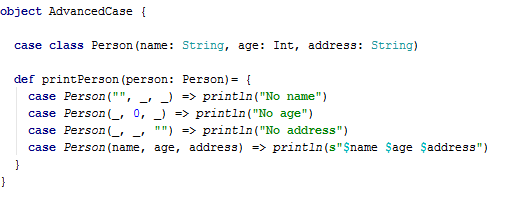 object AdvancedCase {
case class Person(name: String, age: Int, address: String)
def printPerson(person: Person)= {
case Person("", _, _) => println("No name")
case Person(_, 0, _) => println("No age")
case Person(_, _, "") => println("No address")
case Person(name, age, address) => println(s"$name $age $address")
}
}